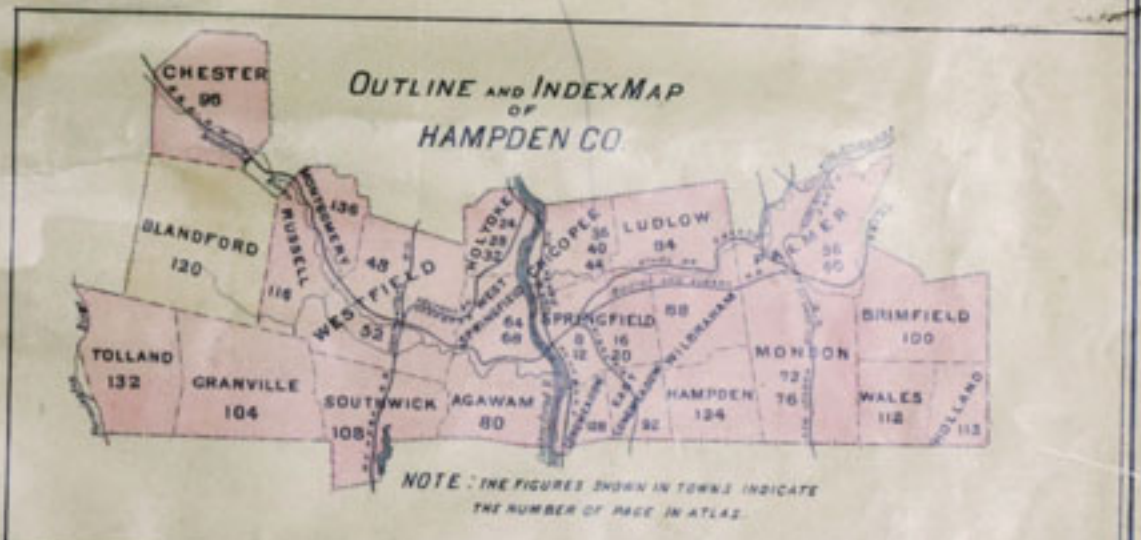 OUTLINE AND INDEX MAP
OF
HAMPDEN CO.
CHESTER
96
MONTGOMERY
136
BLANDFORD
120
RUSSELL
116
48
WESTFIELD
52
HOLYOKE
24
28
32
CHICOPEE
36
40
44
LUDLOW
84
PALMER
56
60
WEST
SPRINGFIELD
64
68
SPRINGFIELD
8
12
16
20
88
WILBRAHAM
BRIMFIELD
100
TOLLAND
132
GRANVILLE
104
SOUTHWICK
108
AGAWAM
80
LONGMEADOW
128
EAST
LONGMEADOW
92
HAMPDEN
124
MONSON
72
76
WALES
112
HOLLAND
113
NOTE: THE FIGURES SHOWN IN TOWNS INDICATE
THE NUMBER OF PAGE IN ATLAS.